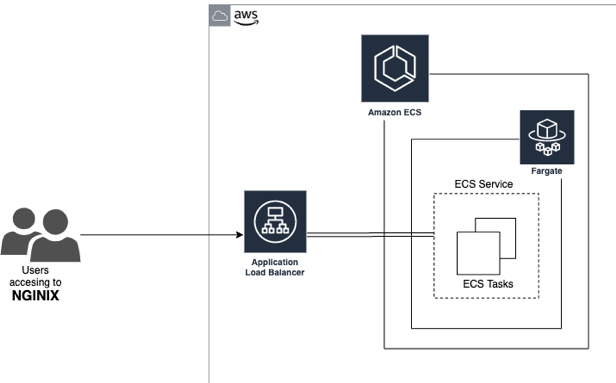 aws
Amazon ECS
Fargate
ECS Service
Application
Load Balancer
ECS Tasks
Users
accesing to
NGINIX